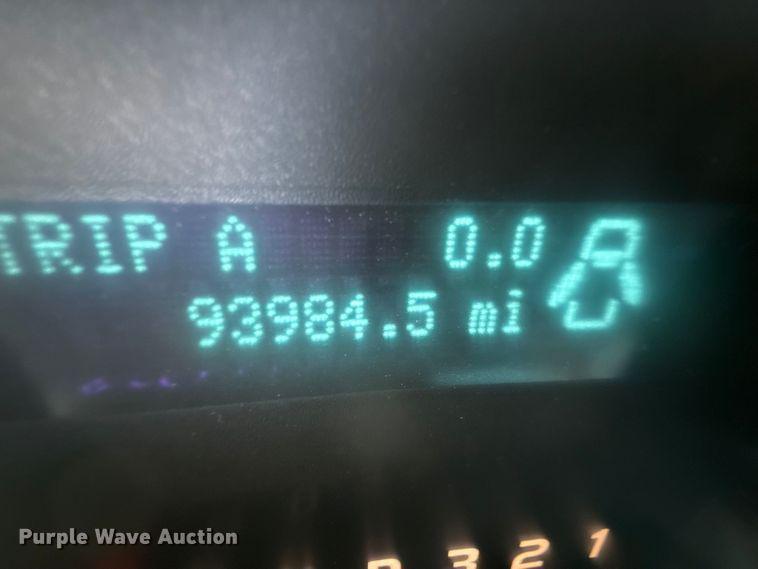 TRIP A 0.0
93984.5 mi
3 2 1
Purple Wave Auction